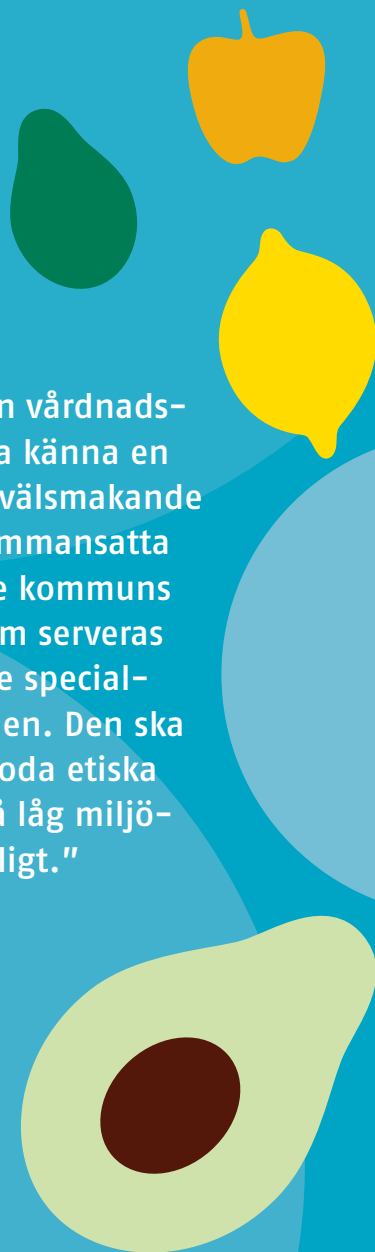 n vårdnads-
a känna en
välsmakande
mmansatta
e kommuns
m serveras
e special-
en. Den ska
oda etiska
å låg miljö-
ligt.”